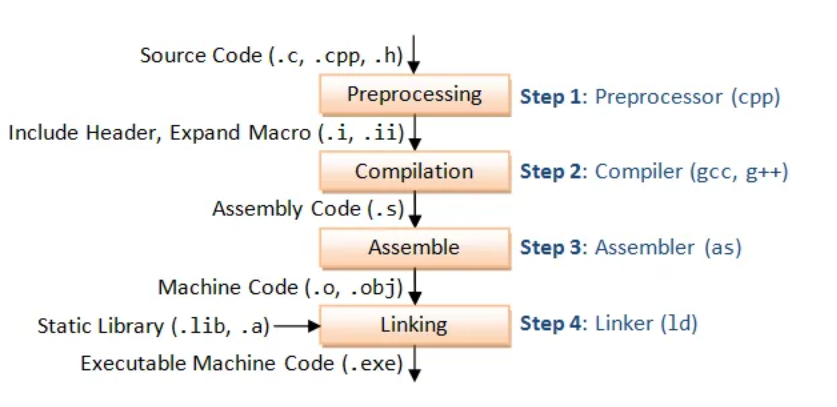 Source Code (.c, .cpp, .h)
Preprocessing
Step 1: Preprocessor (cpp)
Include Header, Expand Macro (.i, .ii)
Compilation
Step 2: Compiler (gcc, g++)
Assembly Code (.s)
Assemble
Step 3: Assembler (as)
Machine Code (.o, .obj)
Static Library (.lib, .a)
Linking
Step 4: Linker (ld)
Executable Machine Code (.exe)